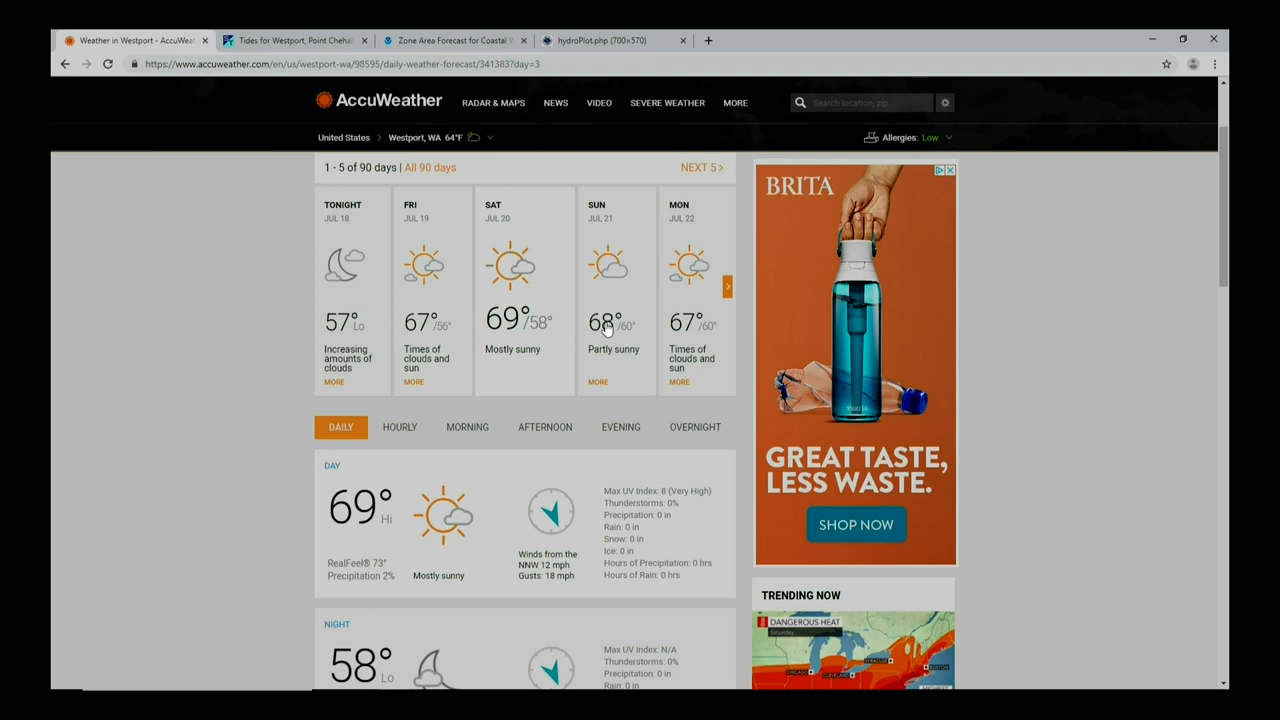 Weather in Westport - AccuWeat
Tides for Westport, Point Chehal
Zone Area Forecast for Coastal W
hydroPlot.php (700×570)
https://www.accuweather.com/en/us/westport-wa/98595/daily-weather-forecast/341383?day=3
AccuWeather
RADAR & MAPS NEWS VIDEO SEVERE WEATHER MORE
Search location, zip...
United States > Westport, WA 64°F
Allergies: Low
1 - 5 of 90 days | All 90 days
NEXT 5 >
TONIGHT
JUL 18
57°Lo
Increasing
amounts of
clouds
MORE
FRI
JUL 19
67°/56°
Times of
clouds and
sun
MORE
SAT
JUL 20
69°/58°
Mostly sunny
SUN
JUL 21
68°/60°
Partly sunny
MORE
MON
JUL 22
67°/60°
Times of
clouds and
sun
MORE
DAILY HOURLY MORNING AFTERNOON EVENING OVERNIGHT
DAY
69° Hi
RealFeel® 73°
Precipitation 2%
Mostly sunny
Winds from the
NNW 12 mph
Gusts: 18 mph
Max UV Index: 8 (Very High)
Thunderstorms: 0%
Precipitation: 0 in
Rain: 0 in
Snow: 0 in
Ice: 0 in
Hours of Precipitation: 0 hrs
Hours of Rain: 0 hrs
NIGHT
58° Lo
Max UV Index: N/A
Thunderstorms: 0%
Precipitation: 0 in
Rain: 0 in
BRITA
BRITA
GREAT TASTE,
LESS WASTE.
SHOP NOW
TRENDING NOW
DANGEROUS HEAT
Saturday
SYRACUSE
BOSTON
CHICAGO
CLEVELAND
HIGHEST